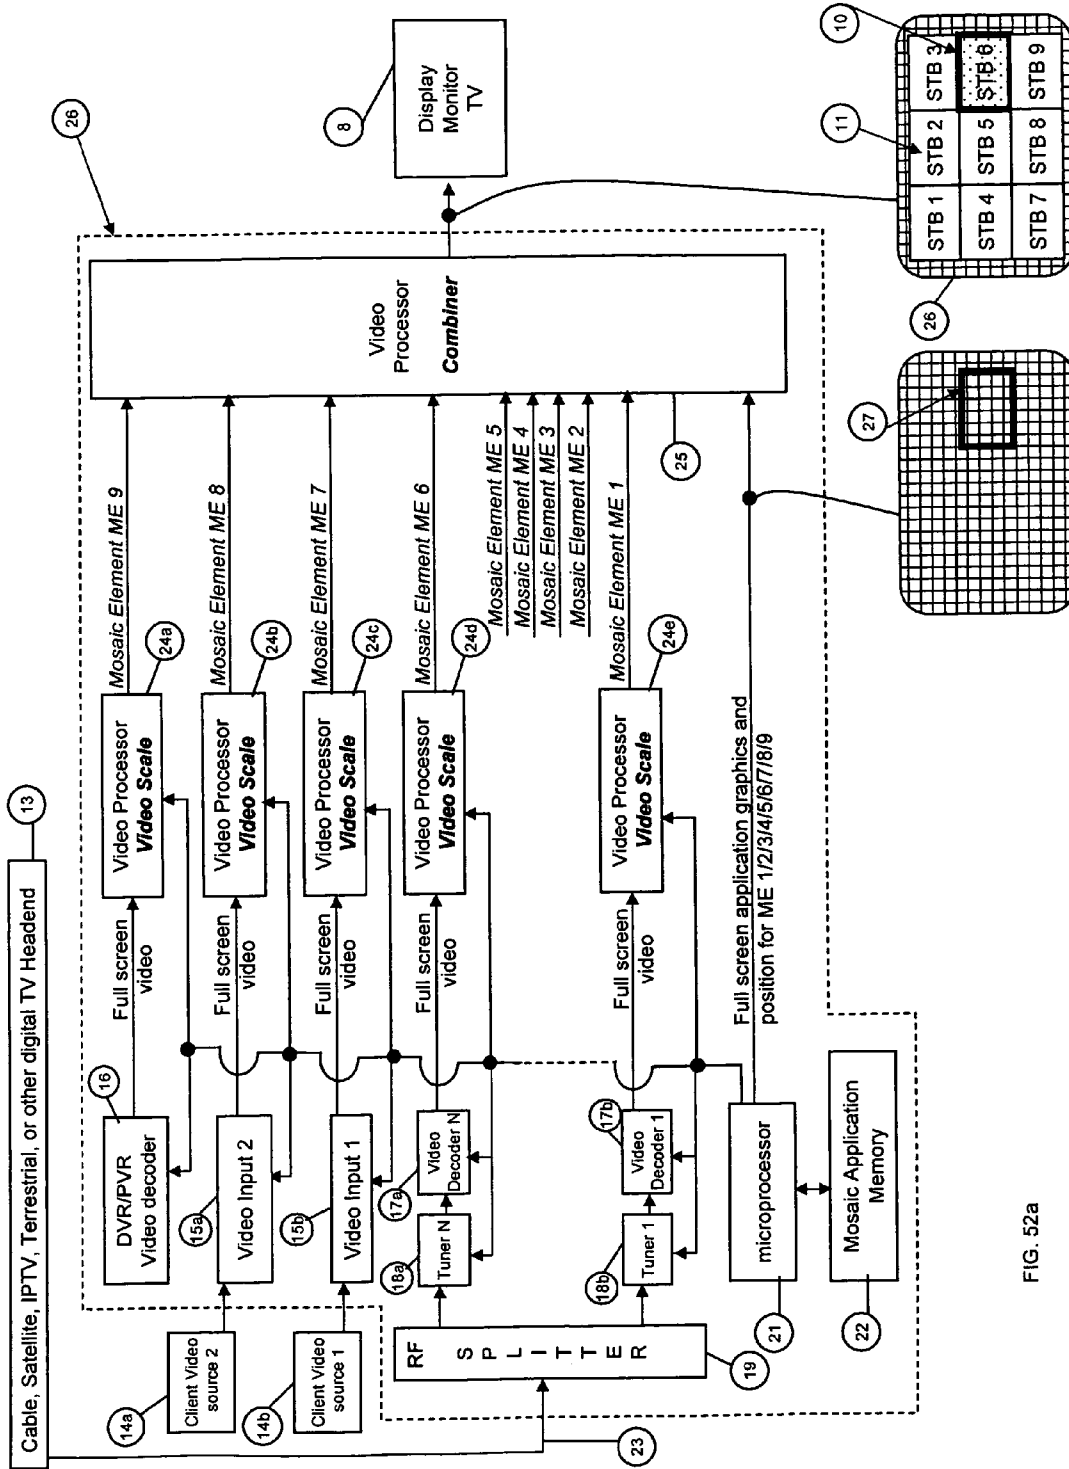 Cable, Satellite, IPTV, Terrestrial, or other digital TV Headend
13
26
8
Display
Monitor
TV
Client Video
source 2
14a
Client Video
source 1
14b
DVR/PVR
Video decoder
16
Video Input 2
15a
Video Input 1
15b
RF
SPLITTER
19
23
Tuner N
18a
Video
Decoder N
17a
Tuner 1
18b
Video
Decoder 1
17b
microprocessor
21
Mosaic Application
Memory
22
Full screen
video
Full screen
video
Full screen
video
Full screen
video
Full screen
video
Video Processor
Video Scale
24a
Video Processor
Video Scale
24b
Video Processor
Video Scale
24c
Video Processor
Video Scale
24d
Video Processor
Video Scale
24e
Mosaic Element ME 9
Mosaic Element ME 8
Mosaic Element ME 7
Mosaic Element ME 6
Mosaic Element ME 5
Mosaic Element ME 4
Mosaic Element ME 3
Mosaic Element ME 2
Mosaic Element ME 1
Full screen application graphics and
position for ME 1/2/3/4/5/6/7/8/9
Video
Processor
Combiner
25
27
26
11
10
STB 1 STB 2 STB 3
STB 4 STB 5 STB 6
STB 7 STB 8 STB 9
FIG. 52a